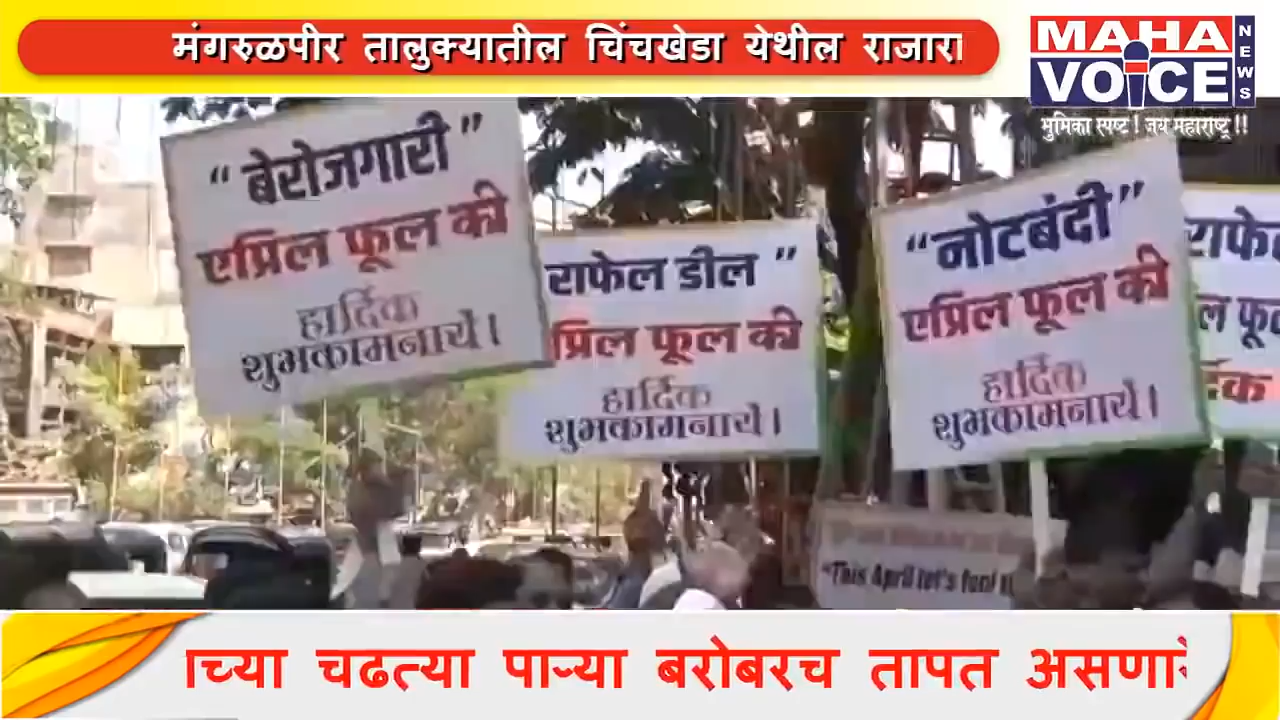 मंगरुळपीर तालुक्यातील चिंचखेडा येथील राजारा
MAHA
VOICE
NEWS
भुमिका स्पष्ट ! जय महाराष्ट्र !!
“ बेरोजगारी ”
एप्रिल फूल की
हार्दिक
शुभकामनाये।
राफेल डील ”
प्रिल फूल की
हार्दिक
शुभकामनाये।
“नोटबंदी”
एप्रिल फूल की
हार्दिक
शुभकामनाये।
राफे
ल फूल
र्दिक
“This April let's fool
ाच्या चढत्या पाऱ्या बरोबरच तापत असणारे